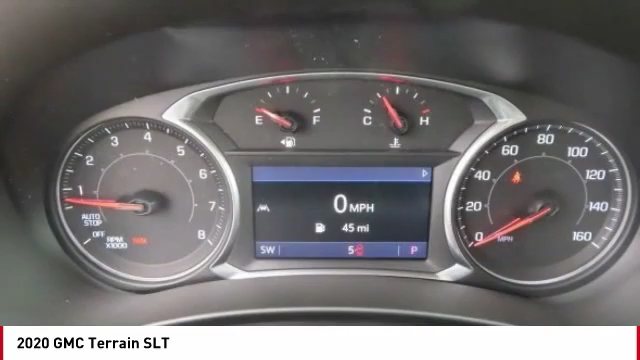 E F
C H
1 2 3 4 5 6 7 8
AUTO STOP
OFF
RPM x1000
0 MPH
45 mi
SW 5 P
0 20 40 60 80 100 120 140 160
MPH
2020 GMC Terrain SLT